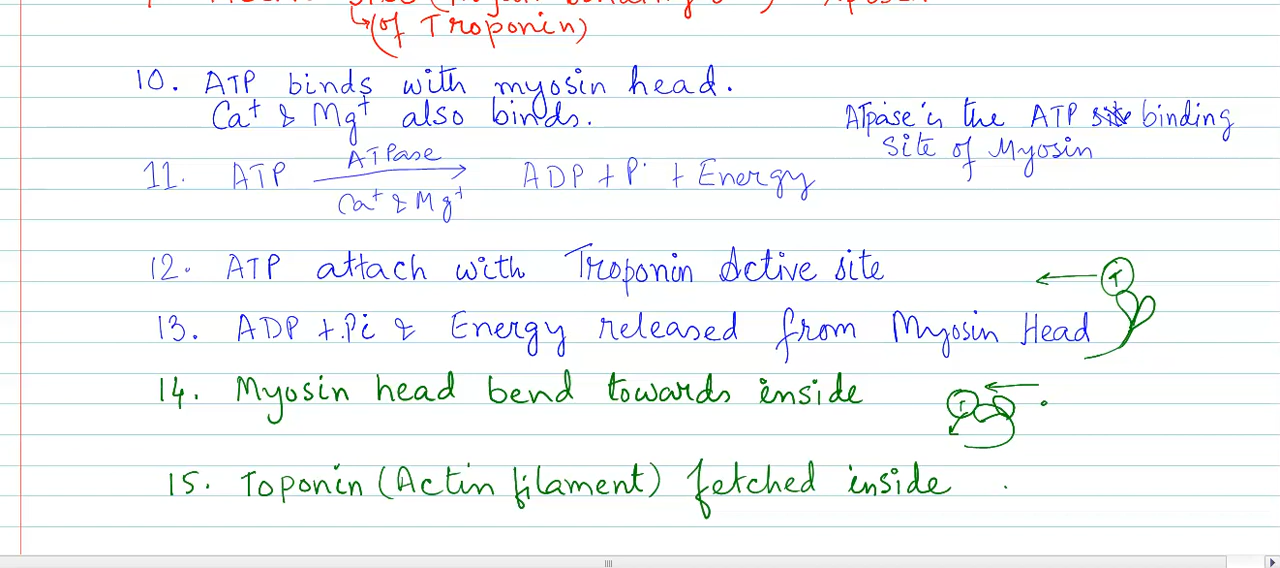 (of Troponin)
10. ATP binds with myosin head.
Ca⁺ & Mg⁺ also binds.
ATPase is the ATP binding
site of Myosin
11. ATP ATPase ADP + Pi + Energy
Ca⁺ & Mg⁺
12. ATP attach with Troponin Active site
T
13. ADP + Pi & Energy released from Myosin Head
14. Myosin head bend towards inside
T
15. Toponin (Actin filament) fetched inside